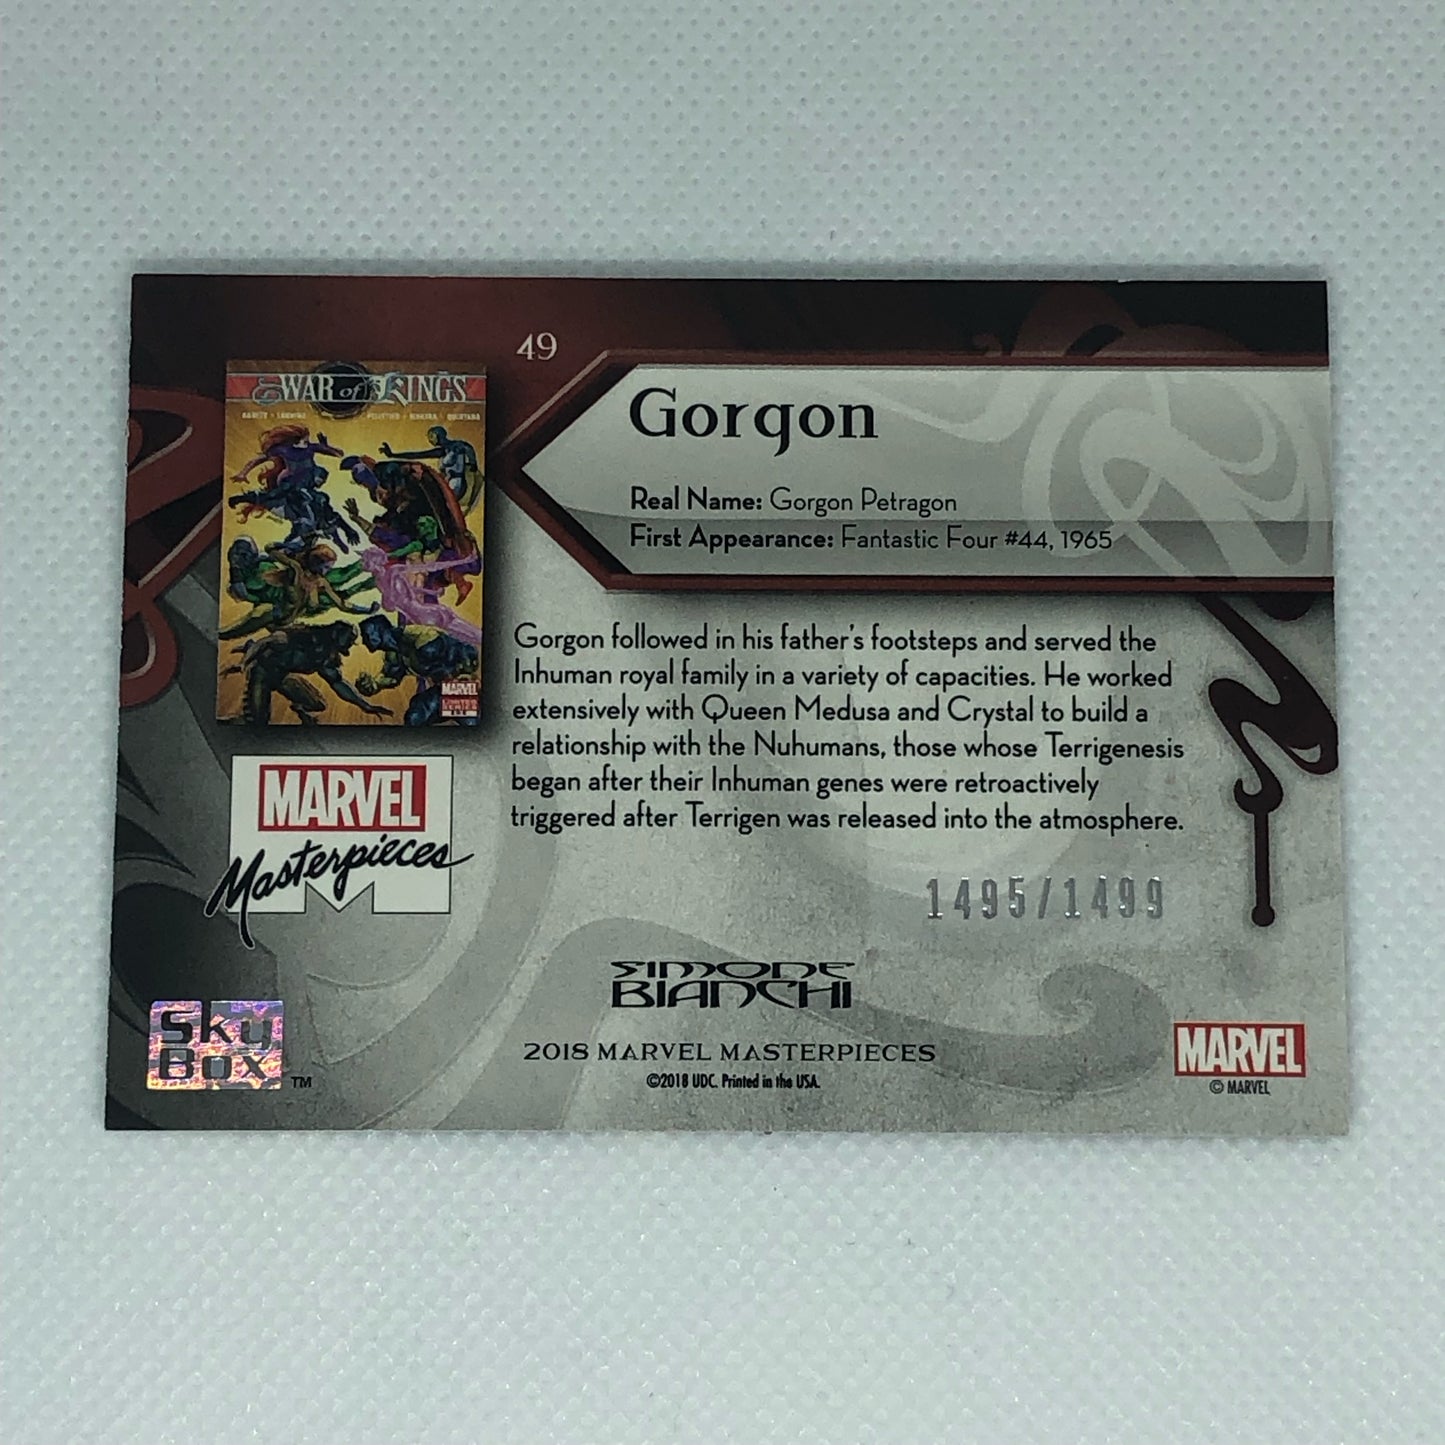 49
WAR of KINGS
Gorgon
Real Name: Gorgon Petragon
First Appearance: Fantastic Four #44, 1965
Gorgon followed in his father's footsteps and served the
Inhuman royal family in a variety of capacities. He worked
extensively with Queen Medusa and Crystal to build a
relationship with the Nuhumans, those whose Terrigenesis
began after their Inhuman genes were retroactively
triggered after Terrigen was released into the atmosphere.
MARVEL
MARVEL
Masterpieces
1495/1499
SIMONE
BIANCHI
Sky
Box
TM
2018 MARVEL MASTERPIECES
©2018 UDC. Printed in the USA.
MARVEL
© MARVEL